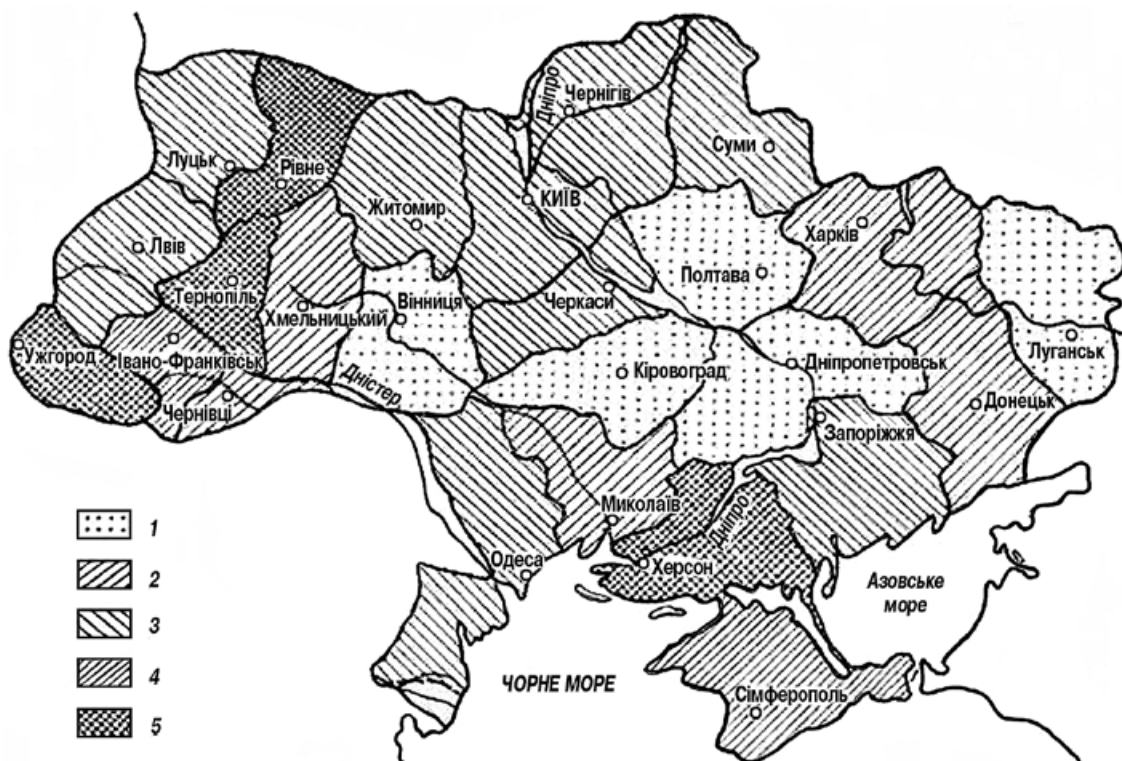 Дніпро
Чернігів
Суми
Луцьк
Рівне
Житомир
КИЇВ
Харків
Львів
Полтава
Тернопіль
Хмельницький
Вінниця
Черкаси
Ужгород
Івано-Франківськ
Луганськ
Дніпропетровськ
Кіровоград
Чернівці
Дністер
Донецьк
Запоріжжя
Миколаїв
Дніпро
Херсон
Одеса
Азовське
море
ЧОРНЕ МОРЕ
Сімферополь
1
2
3
4
5